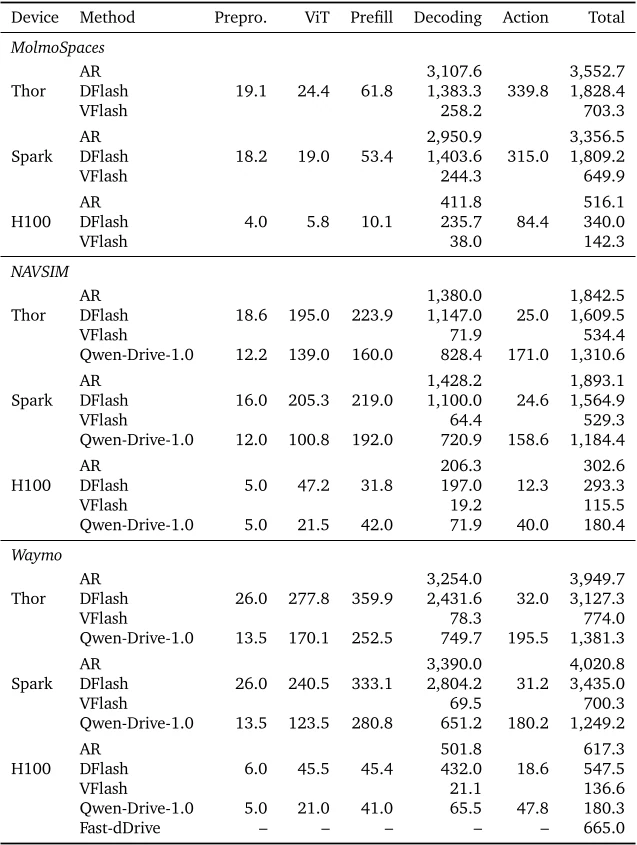 Device Method Prepro. ViT Prefill Decoding Action Total
MolmoSpaces
AR 3,107.6 3,552.7
Thor DFlash 19.1 24.4 61.8 1,383.3 339.8 1,828.4
VFlash 258.2 703.3
AR 2,950.9 3,356.5
Spark DFlash 18.2 19.0 53.4 1,403.6 315.0 1,809.2
VFlash 244.3 649.9
AR 411.8 516.1
H100 DFlash 4.0 5.8 10.1 235.7 84.4 340.0
VFlash 38.0 142.3
NAVSIM
AR 1,380.0 1,842.5
Thor DFlash 18.6 195.0 223.9 1,147.0 25.0 1,609.5
VFlash 71.9 534.4
Qwen-Drive-1.0 12.2 139.0 160.0 828.4 171.0 1,310.6
AR 1,428.2 1,893.1
Spark DFlash 16.0 205.3 219.0 1,100.0 24.6 1,564.9
VFlash 64.4 529.3
Qwen-Drive-1.0 12.0 100.8 192.0 720.9 158.6 1,184.4
AR 206.3 302.6
H100 DFlash 5.0 47.2 31.8 197.0 12.3 293.3
VFlash 19.2 115.5
Qwen-Drive-1.0 5.0 21.5 42.0 71.9 40.0 180.4
Waymo
AR 3,254.0 3,949.7
Thor DFlash 26.0 277.8 359.9 2,431.6 32.0 3,127.3
VFlash 78.3 774.0
Qwen-Drive-1.0 13.5 170.1 252.5 749.7 195.5 1,381.3
AR 3,390.0 4,020.8
Spark DFlash 26.0 240.5 333.1 2,804.2 31.2 3,435.0
VFlash 69.5 700.3
Qwen-Drive-1.0 13.5 123.5 280.8 651.2 180.2 1,249.2
AR 501.8 617.3
H100 DFlash 6.0 45.5 45.4 432.0 18.6 547.5
VFlash 21.1 136.6
Qwen-Drive-1.0 5.0 21.0 41.0 65.5 47.8 180.3
Fast-dDrive – – – – – 665.0